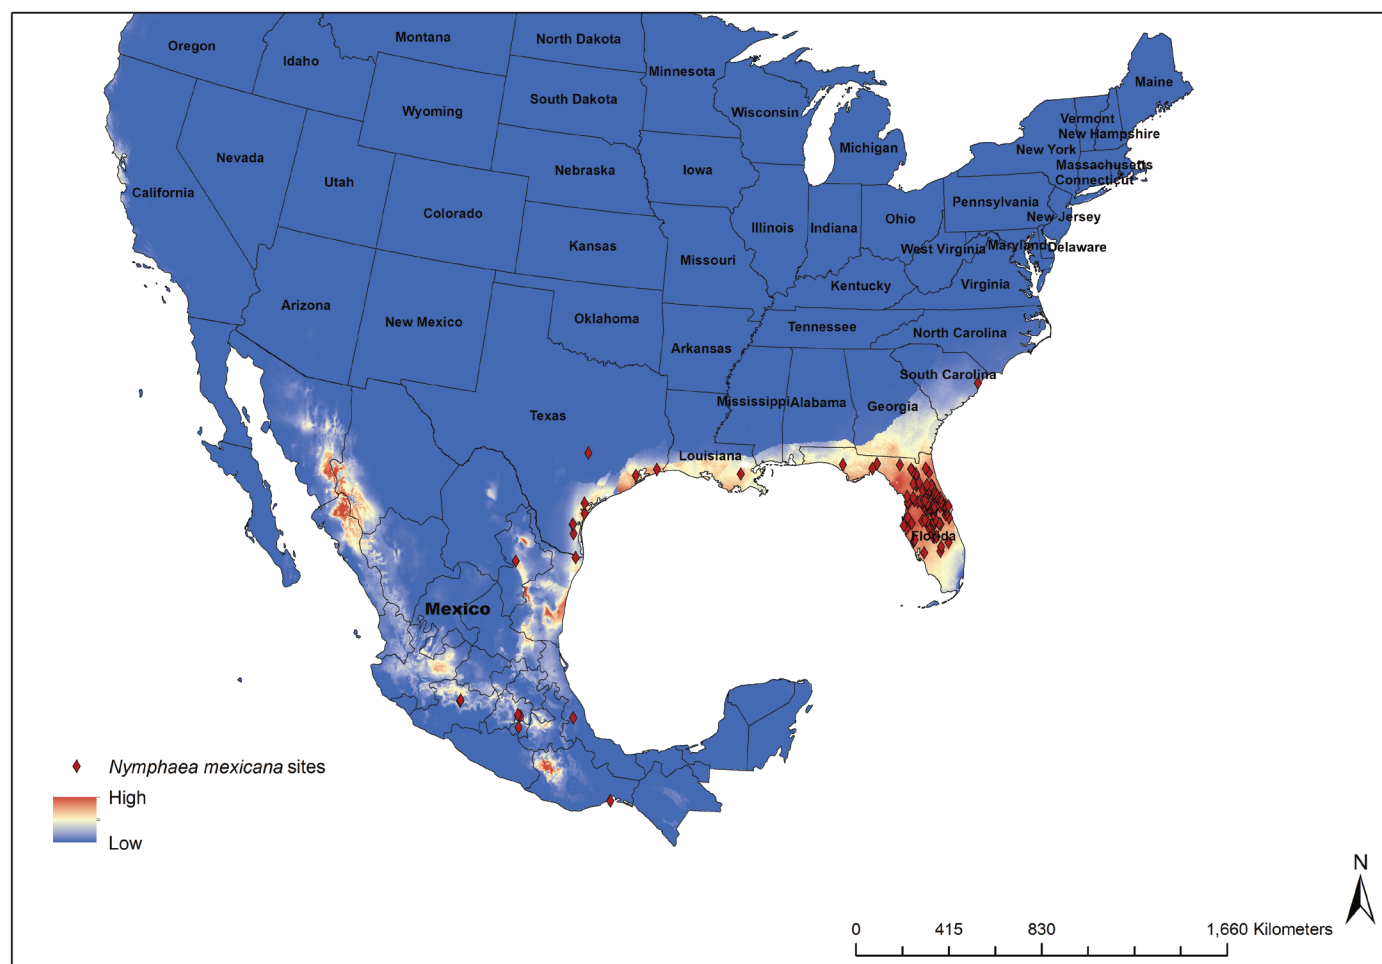 Oregon
Idaho
Montana
North Dakota
Minnesota
Maine
Wyoming
South Dakota
Wisconsin
Vermont
New Hampshire
Nevada
Michigan
New York
Massachusetts
Connecticut
California
Utah
Nebraska
Iowa
Colorado
Pennsylvania
New Jersey
Illinois
Indiana
Ohio
Kansas
Missouri
West Virginia
Maryland
Delaware
Kentucky
Virginia
Arizona
New Mexico
Oklahoma
Tennessee
North Carolina
Arkansas
South Carolina
Texas
Mississippi
Alabama
Georgia
Louisiana
Florida
Mexico
Nymphaea mexicana sites
High
Low
N
0 415 830 1,660 Kilometers